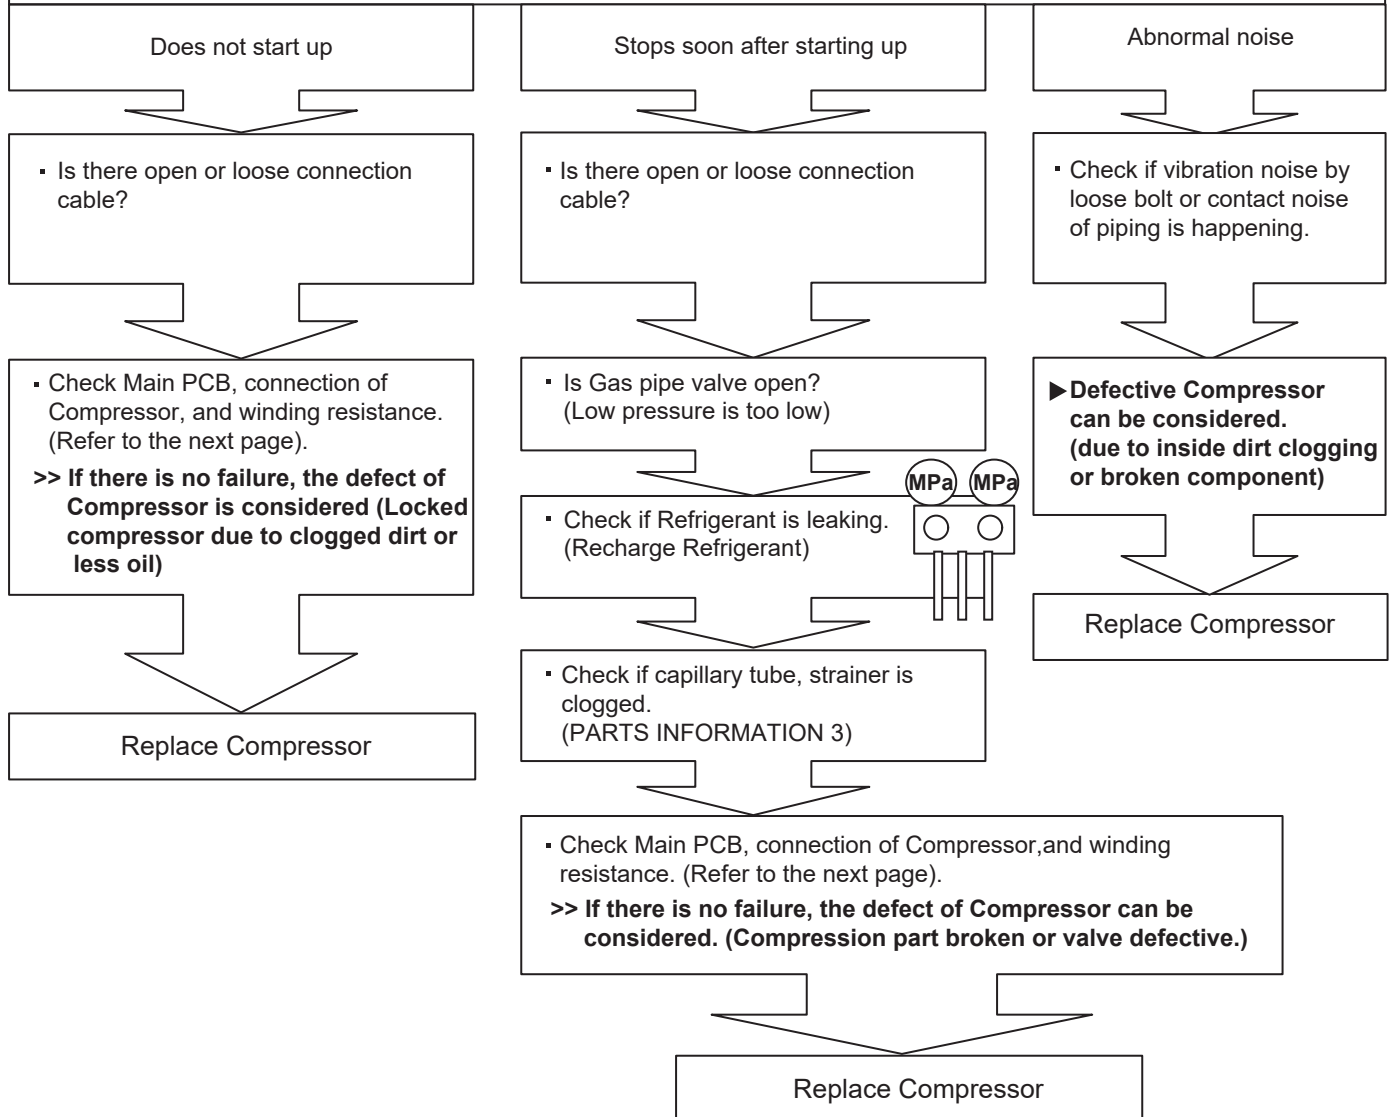 Does not start up
▪ Is there open or loose connection
cable?
▪ Check Main PCB, connection of
Compressor, and winding resistance.
(Refer to the next page).
>> If there is no failure, the defect of
Compressor is considered (Locked
compressor due to clogged dirt or
less oil)
Replace Compressor
Stops soon after starting up
▪ Is there open or loose connection
cable?
▪ Is Gas pipe valve open?
(Low pressure is too low)
▪ Check if Refrigerant is leaking.
(Recharge Refrigerant)
MPa MPa
▪ Check if capillary tube, strainer is
clogged.
(PARTS INFORMATION 3)
▪ Check Main PCB, connection of Compressor,and winding
resistance. (Refer to the next page).
>> If there is no failure, the defect of Compressor can be
considered. (Compression part broken or valve defective.)
Replace Compressor
Abnormal noise
▪ Check if vibration noise by
loose bolt or contact noise
of piping is happening.
▶Defective Compressor
can be considered.
(due to inside dirt clogging
or broken component)
Replace Compressor